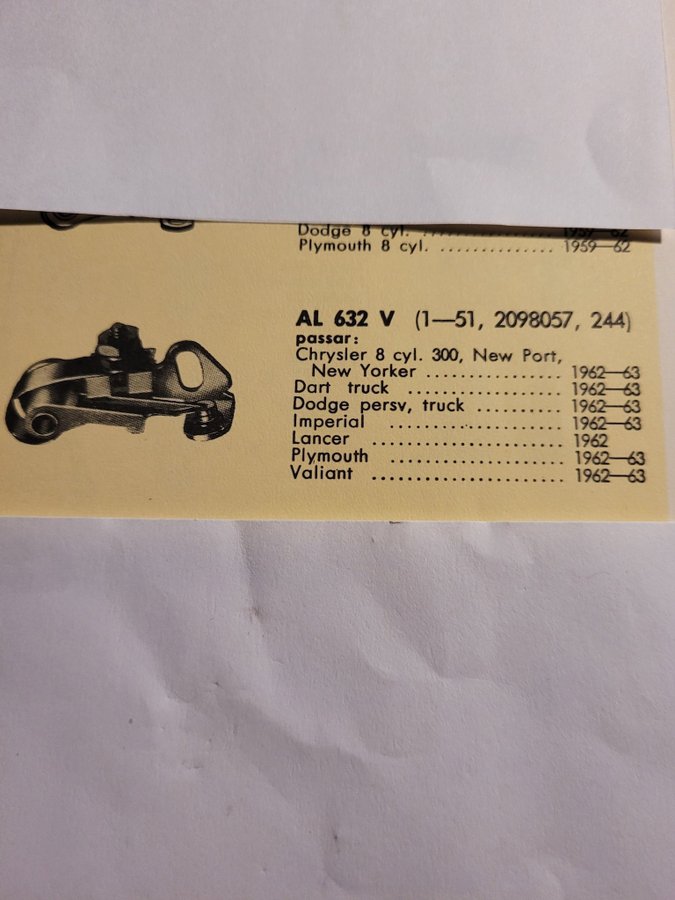 Dodge 8 cyl. ................ 1959—62
Plymouth 8 cyl. .............. 1959—62
AL 632 V (1—51, 2098057, 244)
passar:
Chrysler 8 cyl. 300, New Port,
New Yorker ................ 1962—63
Dart truck .................. 1962—63
Dodge persv, truck .......... 1962—63
Imperial .................... 1962—63
Lancer ...................... 1962
Plymouth .................... 1962—63
Valiant ..................... 1962—63